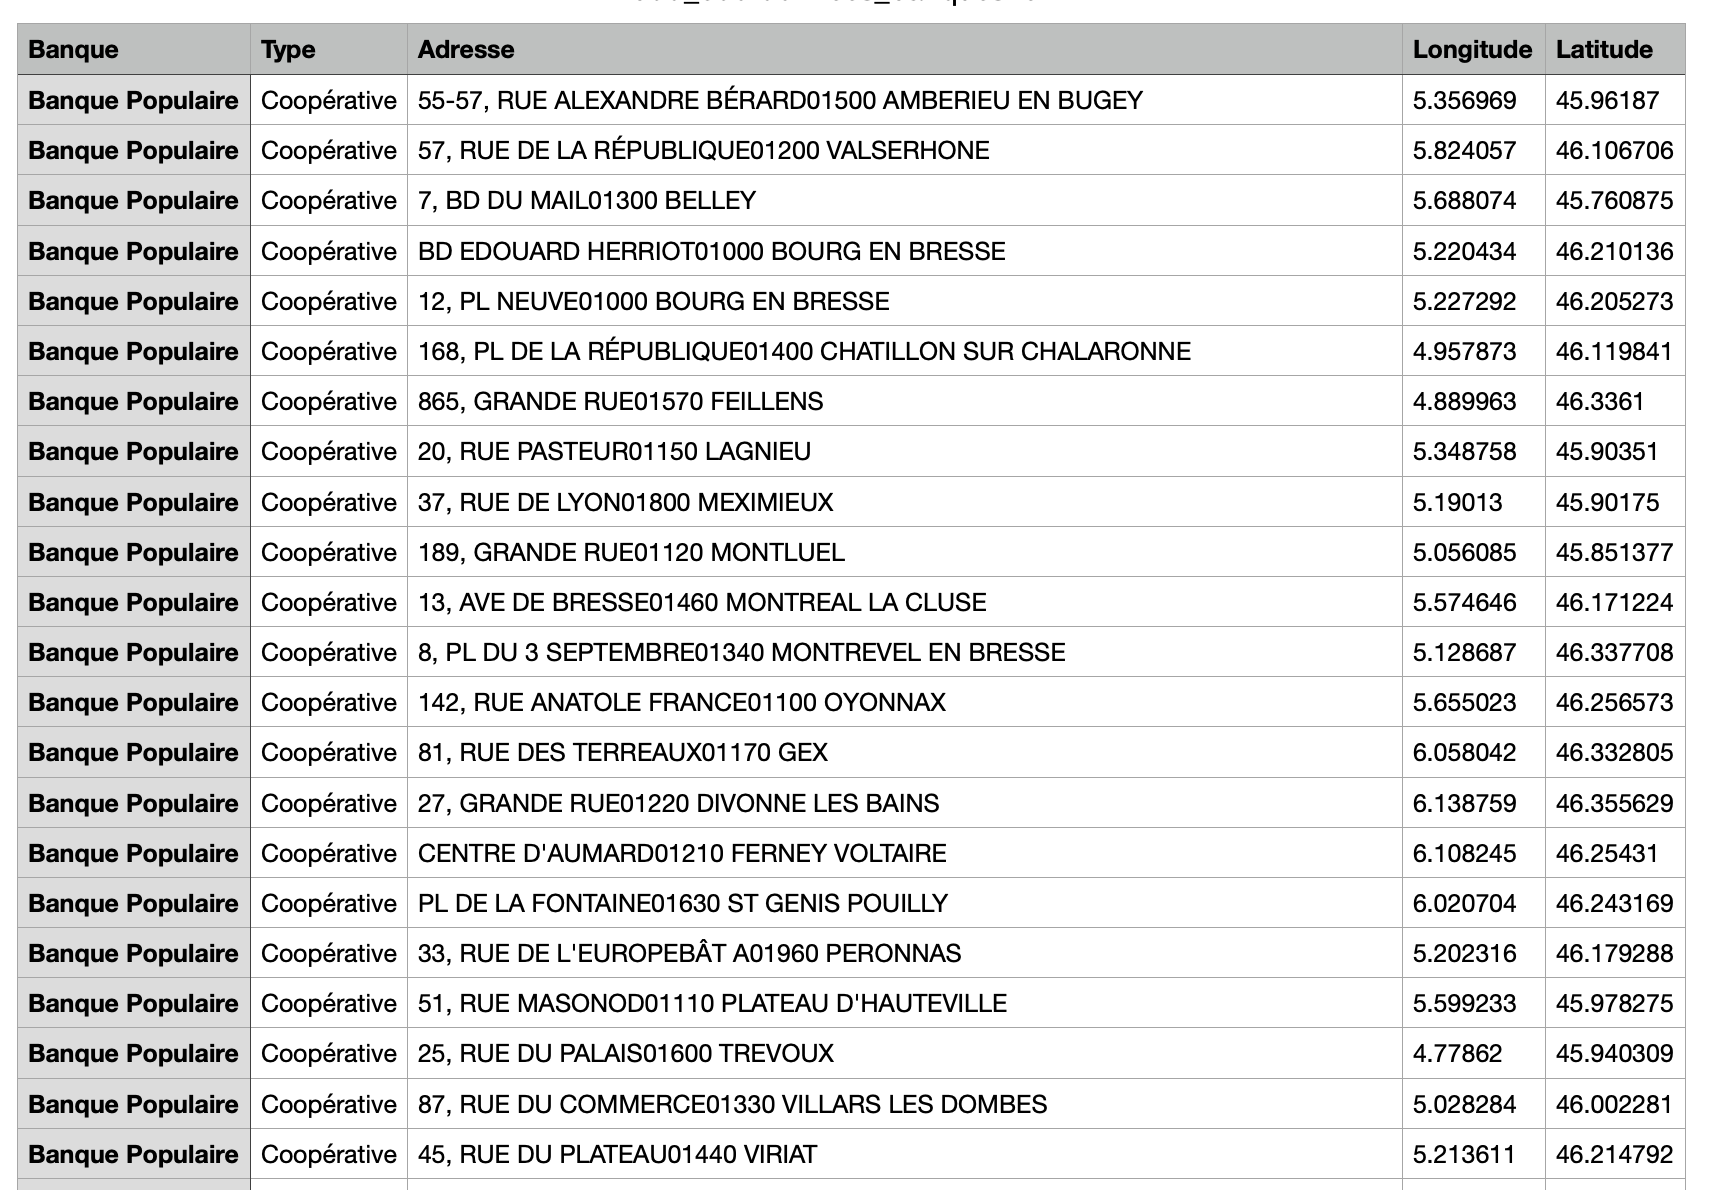 Banque Type Adresse Longitude Latitude
Banque Populaire Coopérative 55-57, RUE ALEXANDRE BÉRARD01500 AMBERIEU EN BUGEY 5.356969 45.96187
Banque Populaire Coopérative 57, RUE DE LA RÉPUBLIQUE01200 VALSERHONE 5.824057 46.106706
Banque Populaire Coopérative 7, BD DU MAIL01300 BELLEY 5.688074 45.760875
Banque Populaire Coopérative BD EDOUARD HERRIOT01000 BOURG EN BRESSE 5.220434 46.210136
Banque Populaire Coopérative 12, PL NEUVE01000 BOURG EN BRESSE 5.227292 46.205273
Banque Populaire Coopérative 168, PL DE LA RÉPUBLIQUE01400 CHATILLON SUR CHALARONNE 4.957873 46.119841
Banque Populaire Coopérative 865, GRANDE RUE01570 FEILLENS 4.889963 46.3361
Banque Populaire Coopérative 20, RUE PASTEUR01150 LAGNIEU 5.348758 45.90351
Banque Populaire Coopérative 37, RUE DE LYON01800 MEXIMIEUX 5.19013 45.90175
Banque Populaire Coopérative 189, GRANDE RUE01120 MONTLUEL 5.056085 45.851377
Banque Populaire Coopérative 13, AVE DE BRESSE01460 MONTREAL LA CLUSE 5.574646 46.171224
Banque Populaire Coopérative 8, PL DU 3 SEPTEMBRE01340 MONTREVEL EN BRESSE 5.128687 46.337708
Banque Populaire Coopérative 142, RUE ANATOLE FRANCE01100 OYONNAX 5.655023 46.256573
Banque Populaire Coopérative 81, RUE DES TERREAUX01170 GEX 6.058042 46.332805
Banque Populaire Coopérative 27, GRANDE RUE01220 DIVONNE LES BAINS 6.138759 46.355629
Banque Populaire Coopérative CENTRE D'AUMARD01210 FERNEY VOLTAIRE 6.108245 46.25431
Banque Populaire Coopérative PL DE LA FONTAINE01630 ST GENIS POUILLY 6.020704 46.243169
Banque Populaire Coopérative 33, RUE DE L'EUROPEBÂT A01960 PERONNAS 5.202316 46.179288
Banque Populaire Coopérative 51, RUE MASONOD01110 PLATEAU D'HAUTEVILLE 5.599233 45.978275
Banque Populaire Coopérative 25, RUE DU PALAIS01600 TREVOUX 4.77862 45.940309
Banque Populaire Coopérative 87, RUE DU COMMERCE01330 VILLARS LES DOMBES 5.028284 46.002281
Banque Populaire Coopérative 45, RUE DU PLATEAU01440 VIRIAT 5.213611 46.214792